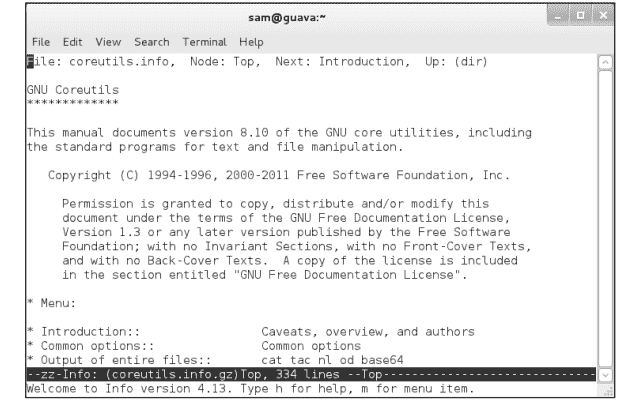 sam@guava:~
File Edit View Search Terminal Help
File: coreutils.info, Node: Top, Next: Introduction, Up: (dir)
GNU Coreutils
*************
This manual documents version 8.10 of the GNU core utilities, including
the standard programs for text and file manipulation.
Copyright (C) 1994-1996, 2000-2011 Free Software Foundation, Inc.
Permission is granted to copy, distribute and/or modify this
document under the terms of the GNU Free Documentation License,
Version 1.3 or any later version published by the Free Software
Foundation; with no Invariant Sections, with no Front-Cover Texts,
and with no Back-Cover Texts. A copy of the license is included
in the section entitled "GNU Free Documentation License".
* Menu:
* Introduction:: Caveats, overview, and authors
* Common options:: Common options
* Output of entire files:: cat tac nl od base64
--zz-Info: (coreutils.info.gz)Top, 334 lines --Top-----------------------------
Welcome to Info version 4.13. Type h for help, m for menu item.